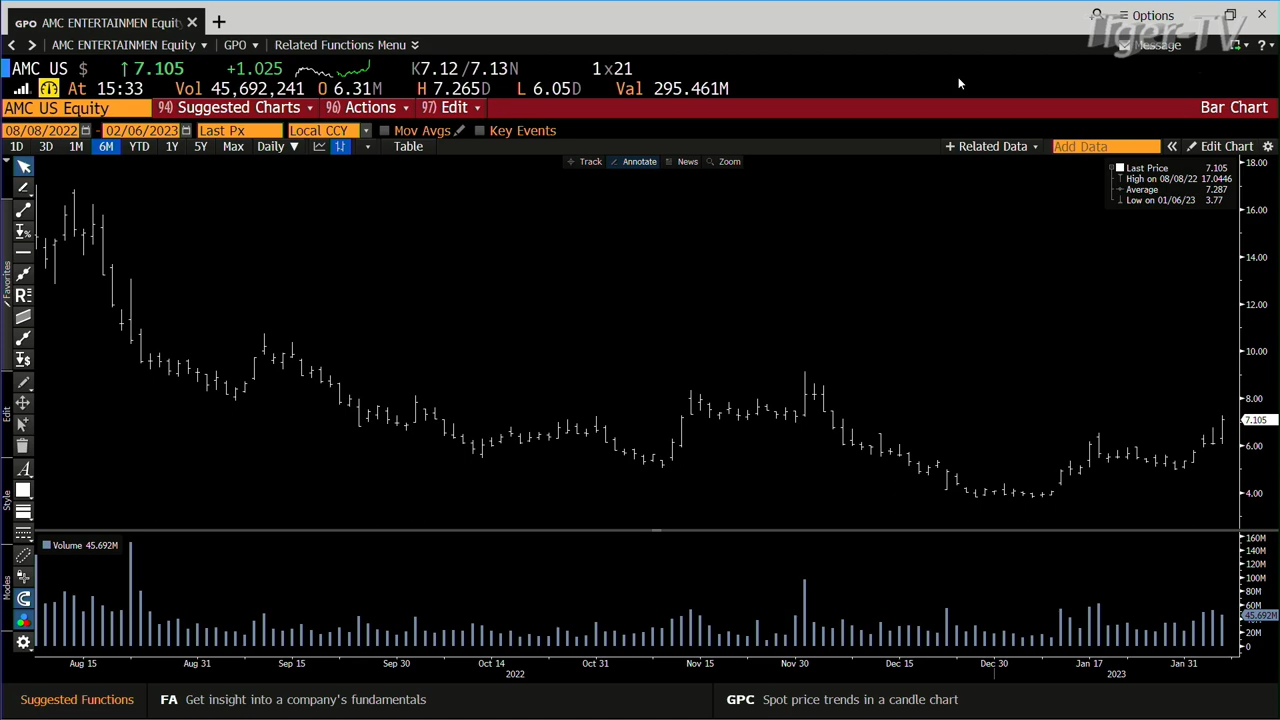 GPO AMC ENTERTAINMEN Equit
Options
AMC ENTERTAINMEN Equity GPO Related Functions Menu
Message
Tiger-TV
AMC US $ ↑7.105 +1.025 K7.12/7.13N 1x21
At 15:33 Vol 45,692,241 O 6.31M H 7.265D L 6.05D Val 295.461M
AMC US Equity 94) Suggested Charts 96) Actions 97) Edit Bar Chart
08/08/2022 - 02/06/2023 Last Px Local CCY Mov Avgs Key Events
1D 3D 1M 6M YTD 1Y 5Y Max Daily ▼ Table + Related Data Add Data « Edit Chart
Track Annotate News Zoom
Last Price 7.105
High on 08/08/22 17.0446
Average 7.287
Low on 01/06/23 3.77
18.00
16.00
14.00
12.00
10.00
8.00
7.105
6.00
4.00
Favorites
Edit
Style
Modes
Volume 45.692M
160M
140M
120M
100M
80M
60M
45.692M
20M
0
Aug 15 Aug 31 Sep 15 Sep 30 Oct 14 Oct 31 Nov 15 Nov 30 Dec 15 Dec 30 Jan 17 Jan 31
2022 2023
Suggested Functions FA Get insight into a company's fundamentals GPC Spot price trends in a candle chart